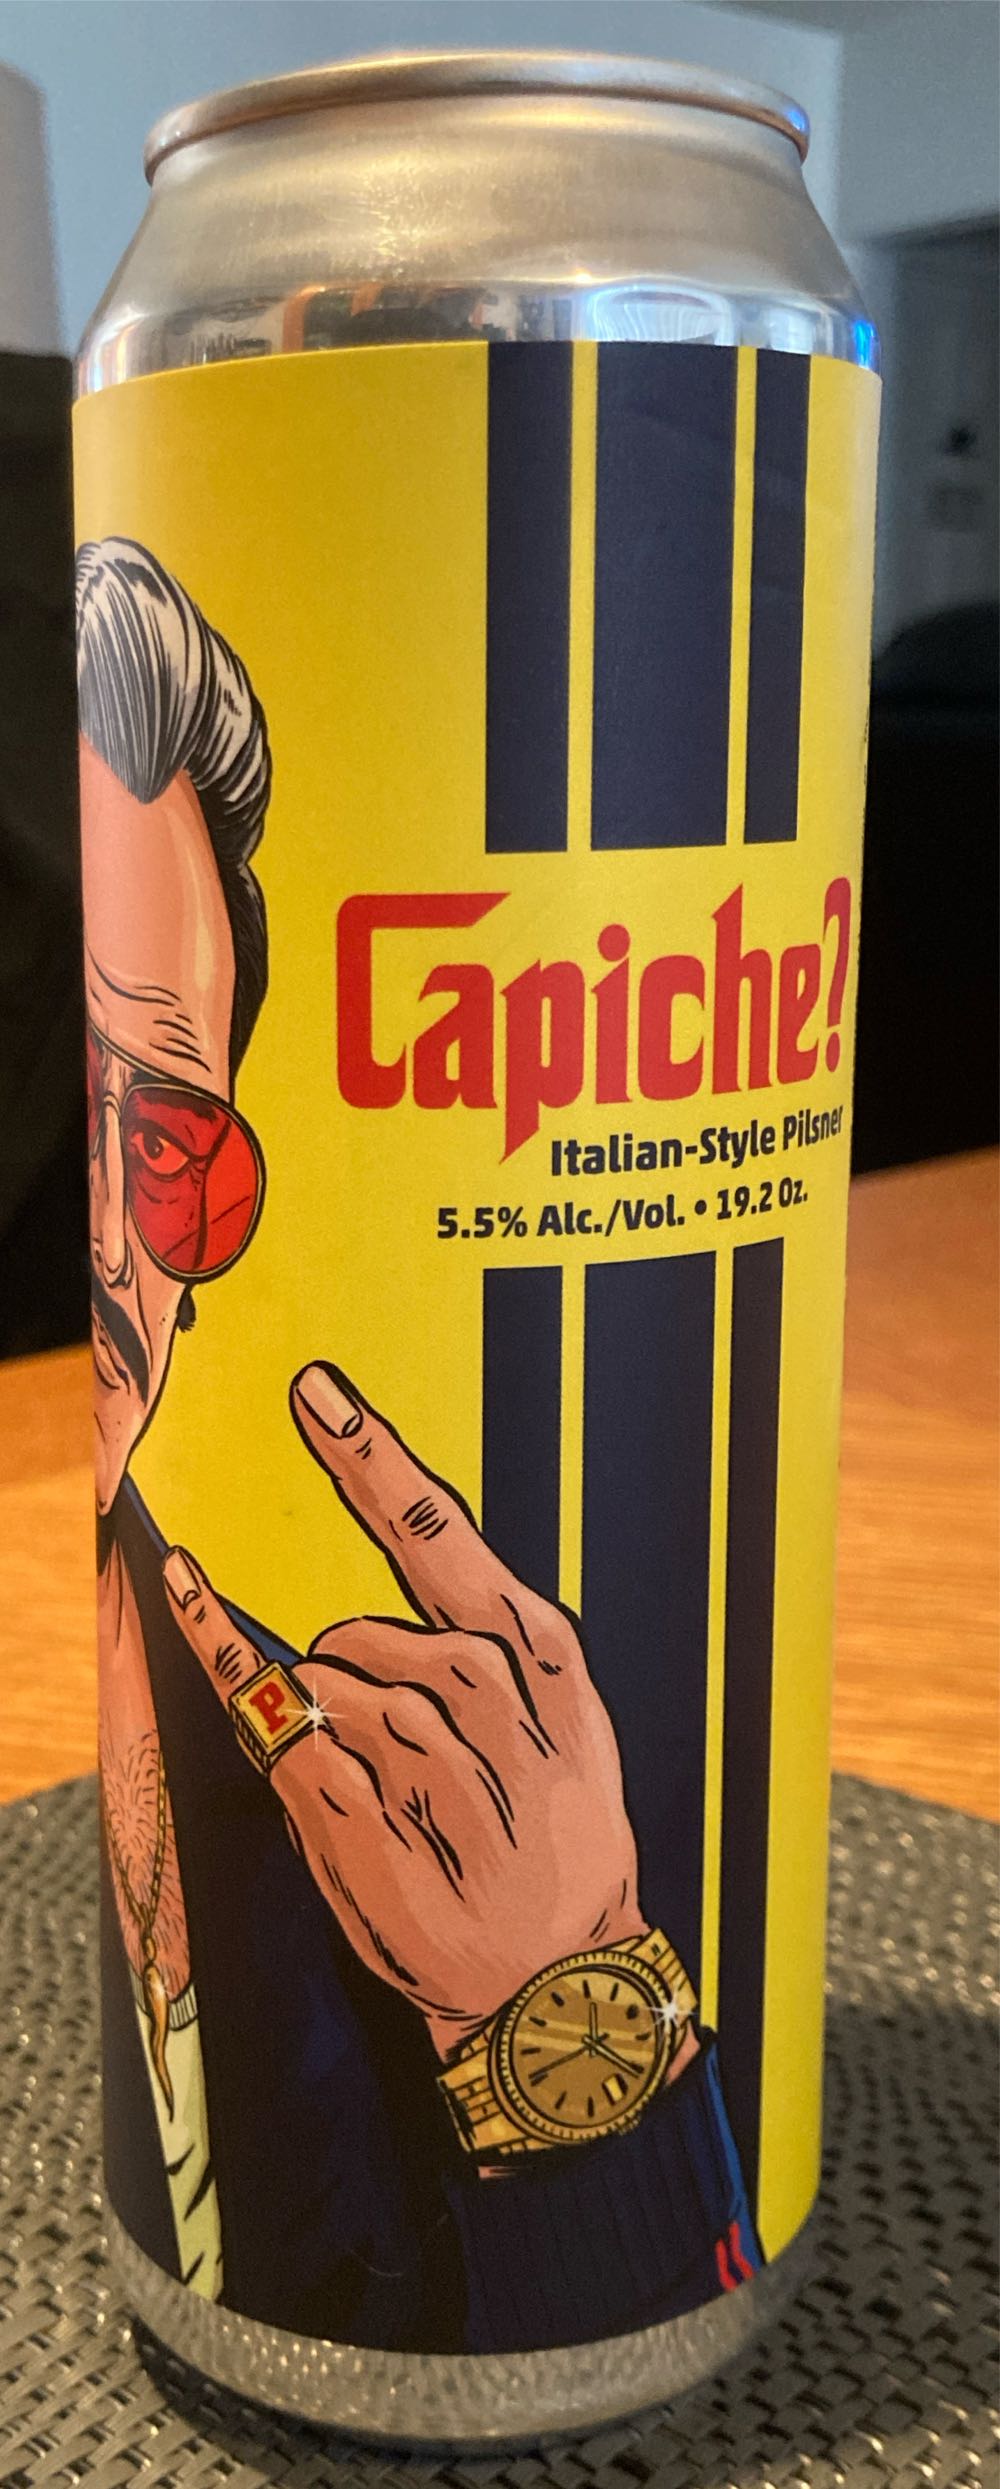 Capiche?
Italian-Style Pilsner
5.5% Alc./Vol. • 19.2 Oz.
P